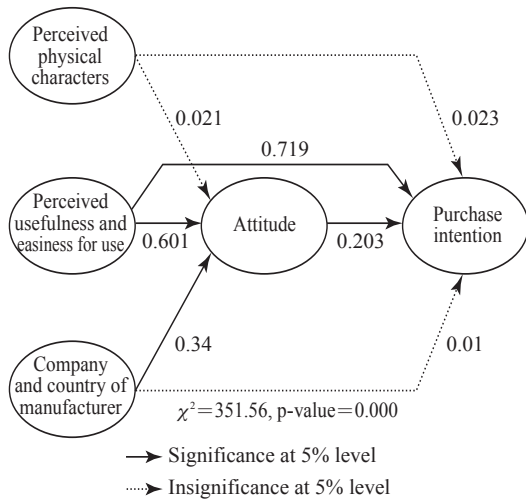 Perceived
physical
characters
0.021
0.023
0.719
Perceived
usefulness and
easiness for use
0.601
Attitude
0.203
Purchase
intention
0.34
0.01
Company
and country of
manufacturer
χ²=351.56, p-value=0.000
Significance at 5% level
Insignificance at 5% level